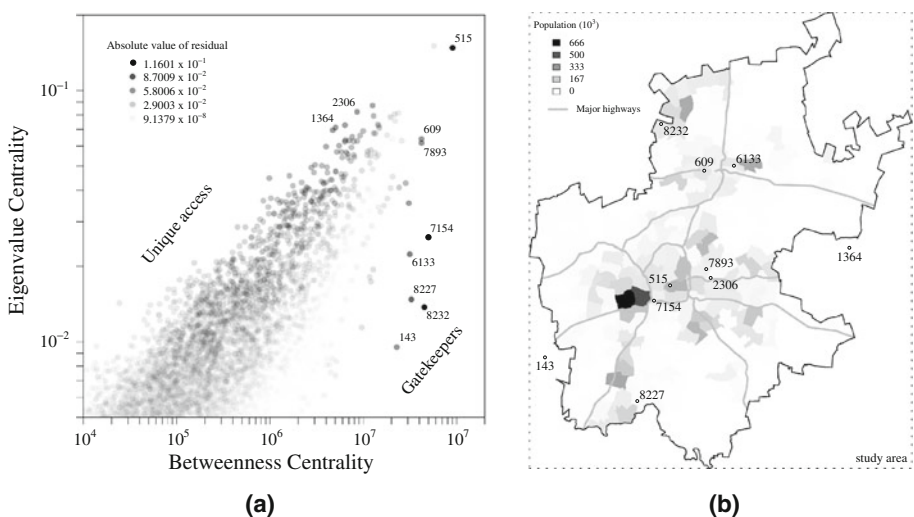 Absolute value of residual
1.1601 x 10⁻¹
8.7009 x 10⁻²
5.8006 x 10⁻²
2.9003 x 10⁻²
9.1379 x 10⁻⁸
515
2306
1364
609
7893
7154
6133
8227
8232
143
Unique access
Gatekeepers
Eigenvalue Centrality
10⁻¹
10⁻²
10⁴
10⁵
10⁶
10⁷
10⁷
Betweenness Centrality
(a)
Population (10³)
666
500
333
167
0
Major highways
8232
609
6133
1364
7893
515
2306
7154
143
8227
study area
(b)